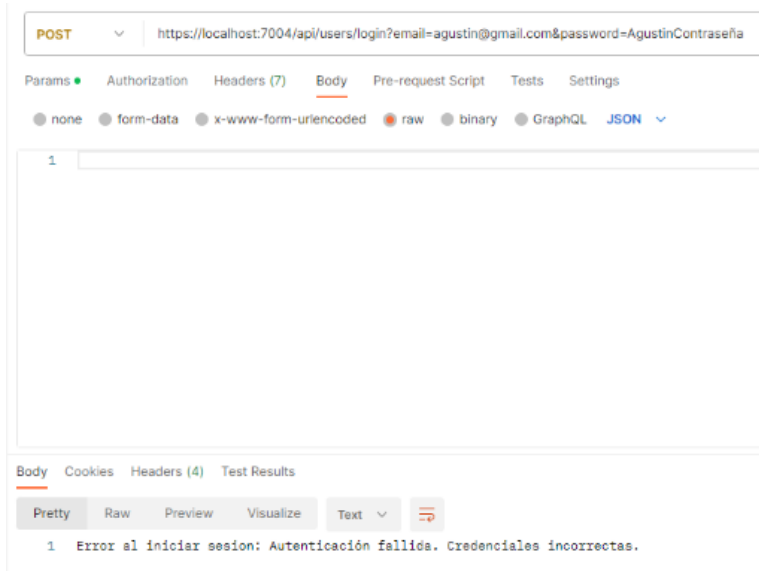 POST https://localhost:7004/api/users/login?email=agustin@gmail.com&password=AgustinContraseña
Params Authorization Headers (7) Body Pre-request Script Tests Settings
none form-data x-www-form-urlencoded raw binary GraphQL JSON
1
Body Cookies Headers (4) Test Results
Pretty Raw Preview Visualize Text
1 Error al iniciar sesion: Autenticación fallida. Credenciales incorrectas.